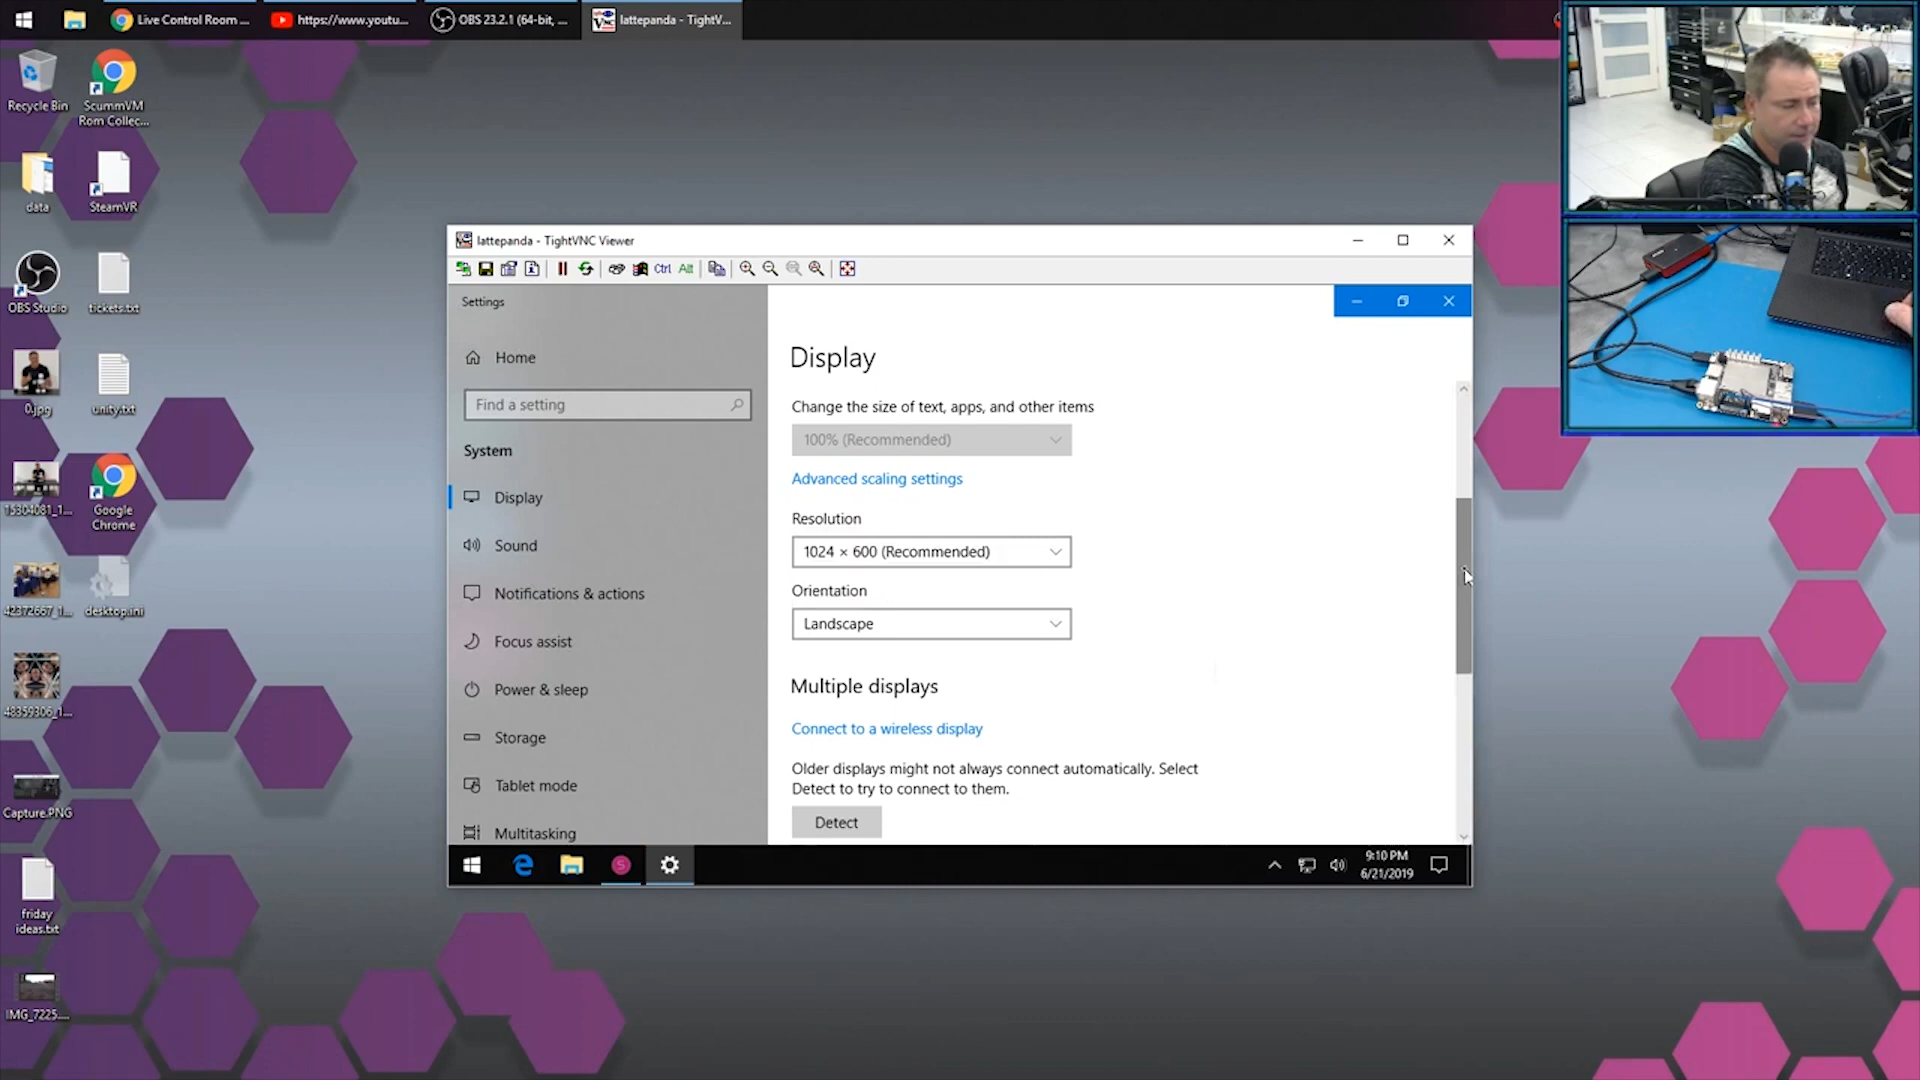 Live Control Room ...
https://www.youtu...
OBS 23.2.1 (64-bit, ...
lattepanda - TightV...
Recycle Bin
ScummVM
Rom Collec...
data
SteamVR
OBS Studio
tickets.txt
0.jpg
unity.txt
15304081_1...
Google
Chrome
42372667_1...
desktop.ini
48359306_1...
Capture.PNG
friday
ideas.txt
IMG_7225....
lattepanda - TightVNC Viewer
Ctrl
Alt
Settings
Home
Find a setting
System
Display
Sound
Notifications & actions
Focus assist
Power & sleep
Storage
Tablet mode
Multitasking
Display
Change the size of text, apps, and other items
100% (Recommended)
Advanced scaling settings
Resolution
1024 × 600 (Recommended)
Orientation
Landscape
Multiple displays
Connect to a wireless display
Older displays might not always connect automatically. Select
Detect to try to connect to them.
Detect
S
9:10 PM
6/21/2019